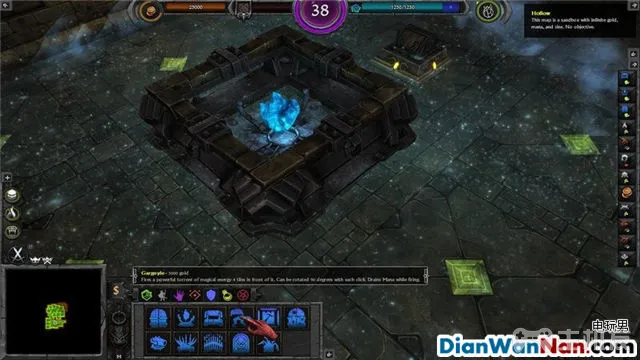 25000
38
1250/1250
Hollow
This map is a sandbox with infinite gold, mana, and sins. No objective.
Gargoyle- 3000 gold
Fires a powerful torrent of magical energy 4 tiles in front of it. Can be rotated 90 degrees with each click. Drains Mana while firing.
$
M
电玩男
DianWanNan.com